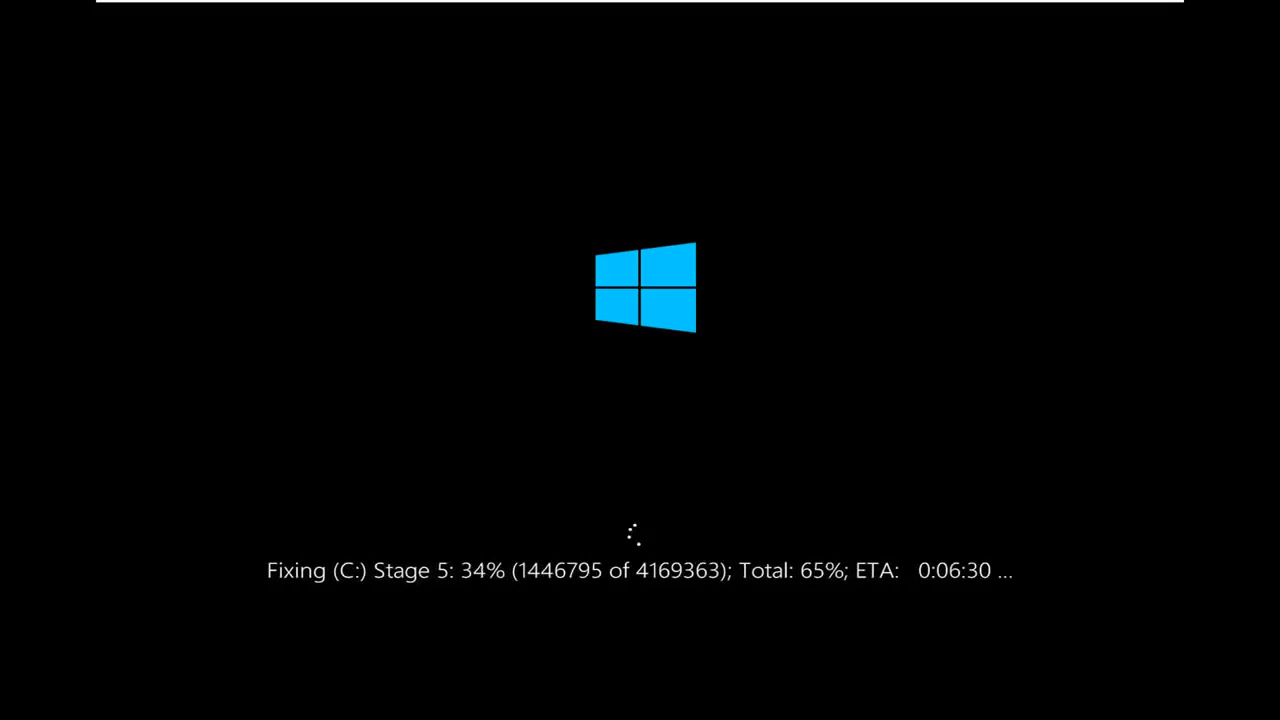 Fixing (C:) Stage 5: 34% (1446795 of 4169363); Total: 65%; ETA:   0:06:30 ...